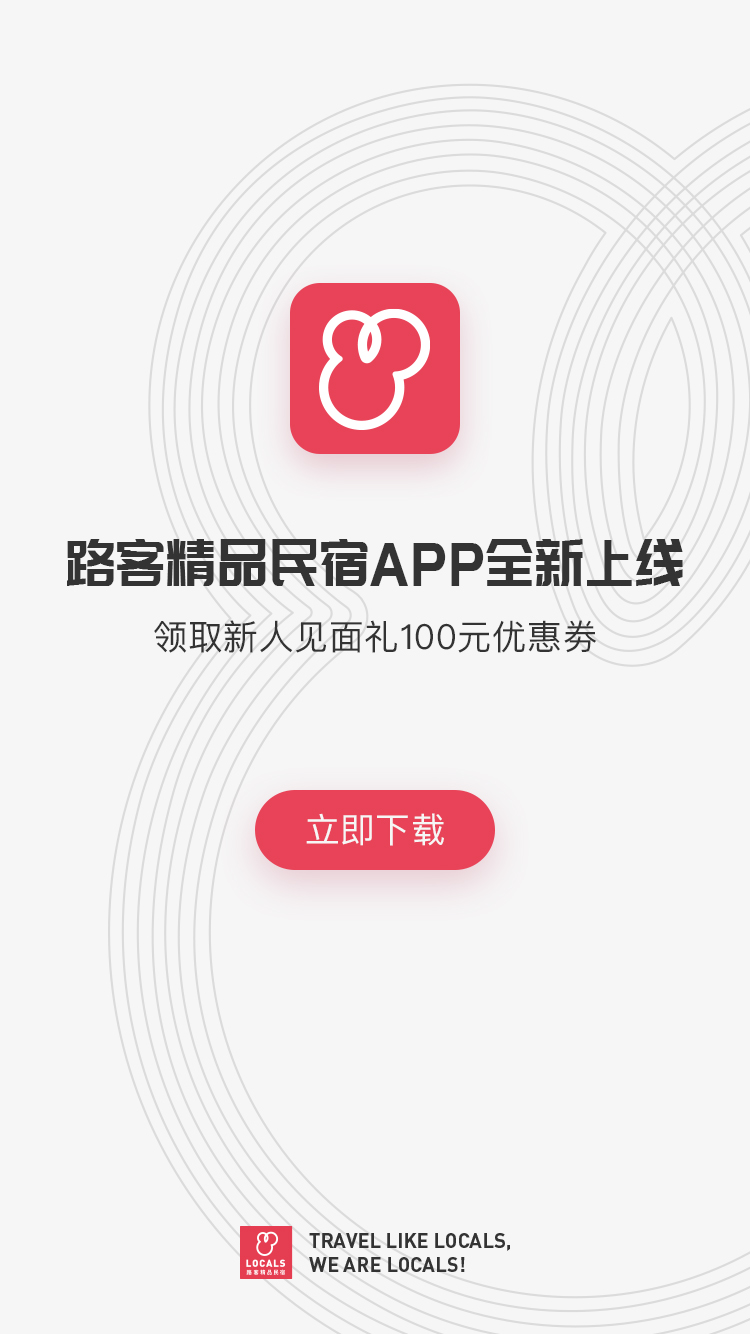 路客精品民宿APP全新上线
领取新人见面礼100元优惠券
立即下载
LOCALS
路客精品民宿
TRAVEL LIKE LOCALS,
WE ARE LOCALS!